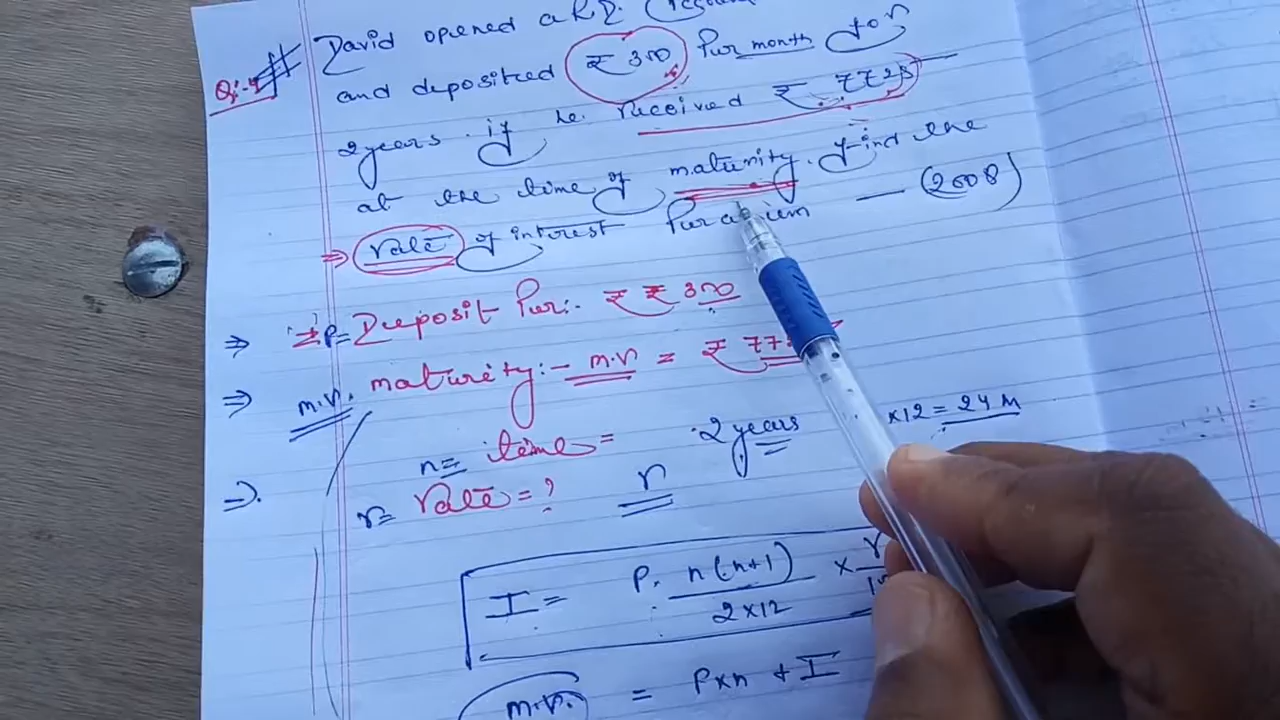 Q:-4 David opened a R.D.
and deposited ₹ 300 Per month for
2 years. if he received ₹ 7725
at the time of maturity. find the
⇒ rate of interest Per — (2008)
⇒ P= Deposit Per:- ₹ ₹ 300
⇒ m.v. maturity:- m.v = ₹
n= time= 2 years ×12 = 24 M
⇒. r= rate=? r
I = P. n(n+1) / 2×12 × r
m.v. = P×n + I